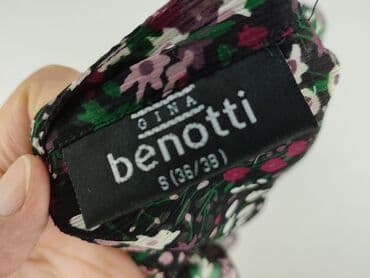 GINA
benotti
S (36/38)